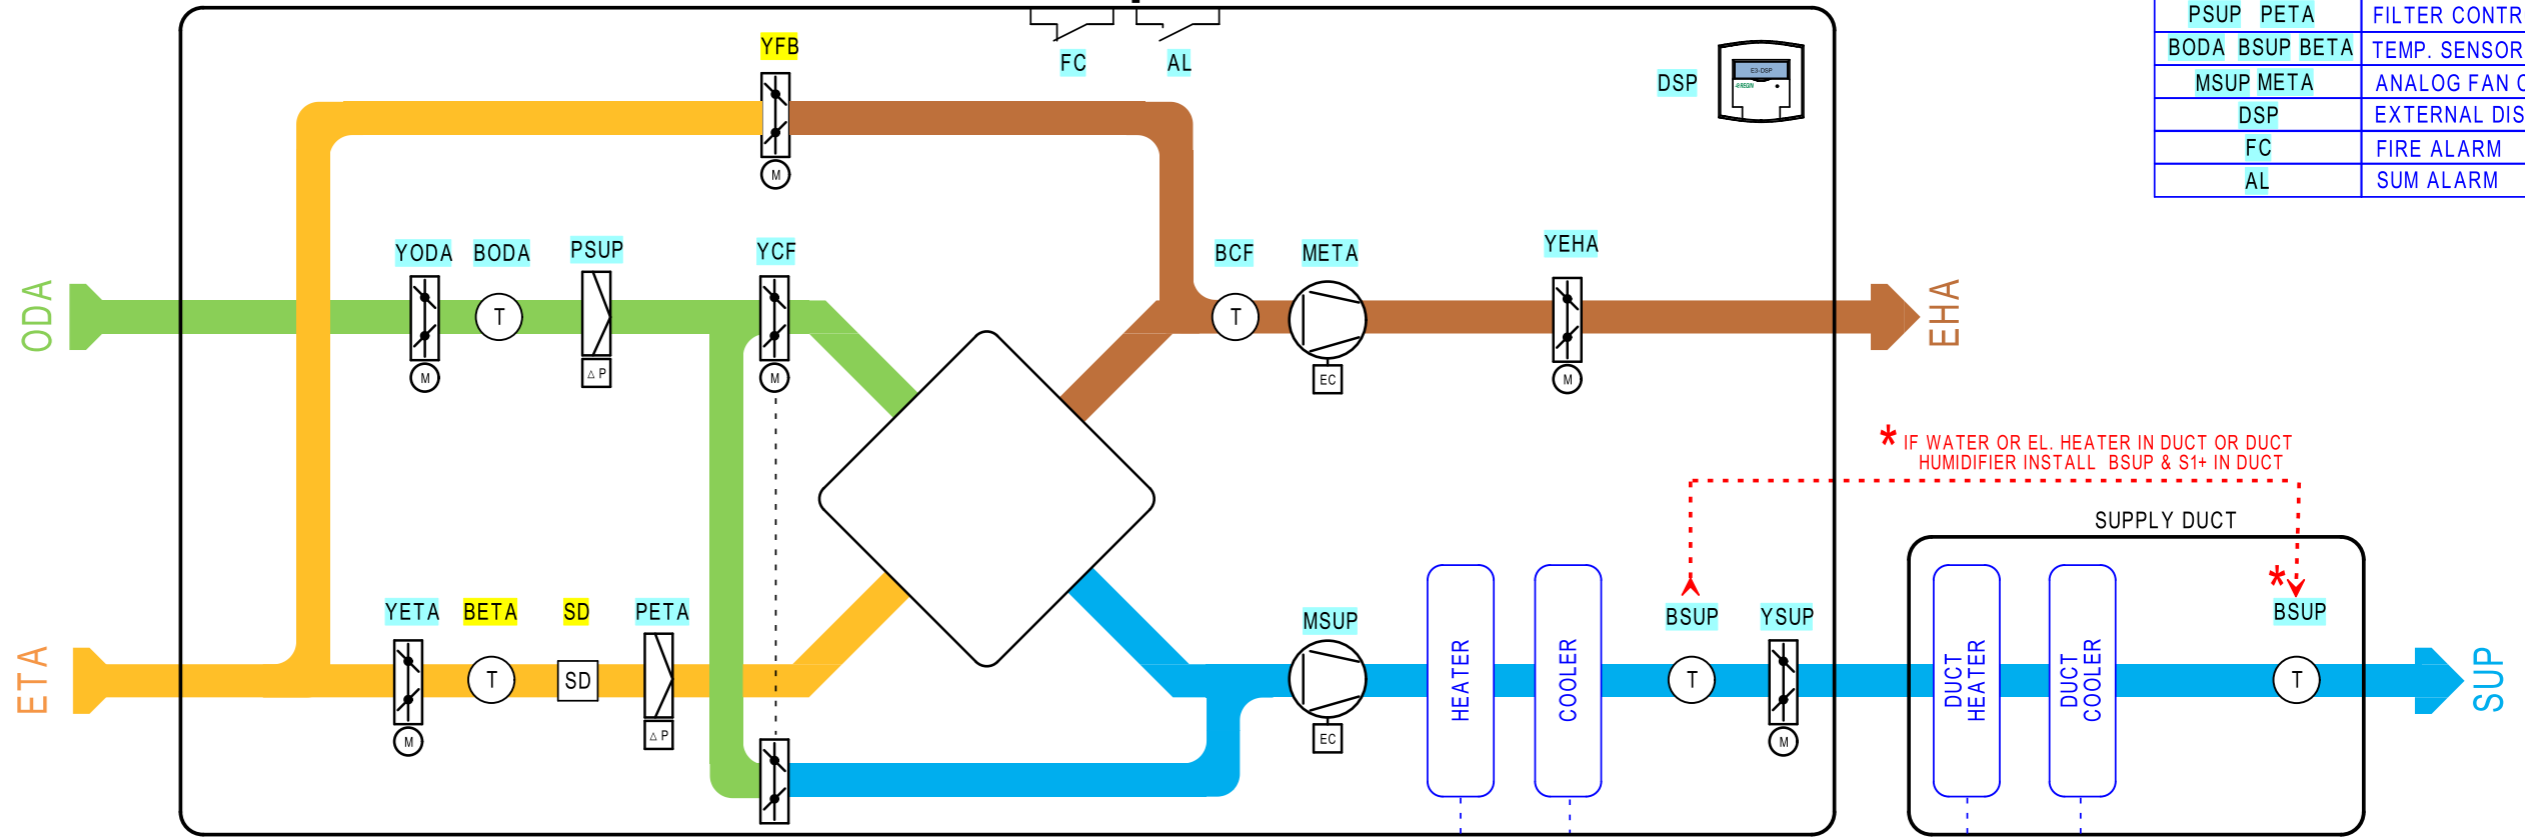 YFB
FC
AL
DSP
E3-DSP
REGIN
PSUP PETA FILTER CONTR
BODA BSUP BETA TEMP. SENSOR
MSUP META ANALOG FAN C
DSP EXTERNAL DIS
FC FIRE ALARM
AL SUM ALARM
M
YODA BODA PSUP YCF BCF META YEHA
ODA
T
T
EHA
Δ P
M
M
EC
M
* IF WATER OR EL. HEATER IN DUCT OR DUCT
HUMIDIFIER INSTALL BSUP & S1+ IN DUCT
SUPPLY DUCT
*
YETA BETA SD PETA MSUP BSUP YSUP BSUP
ETA
T
SD
HEATER
COOLER
T
DUCT
HEATER
DUCT
COOLER
T
SUP
M
Δ P
EC
M